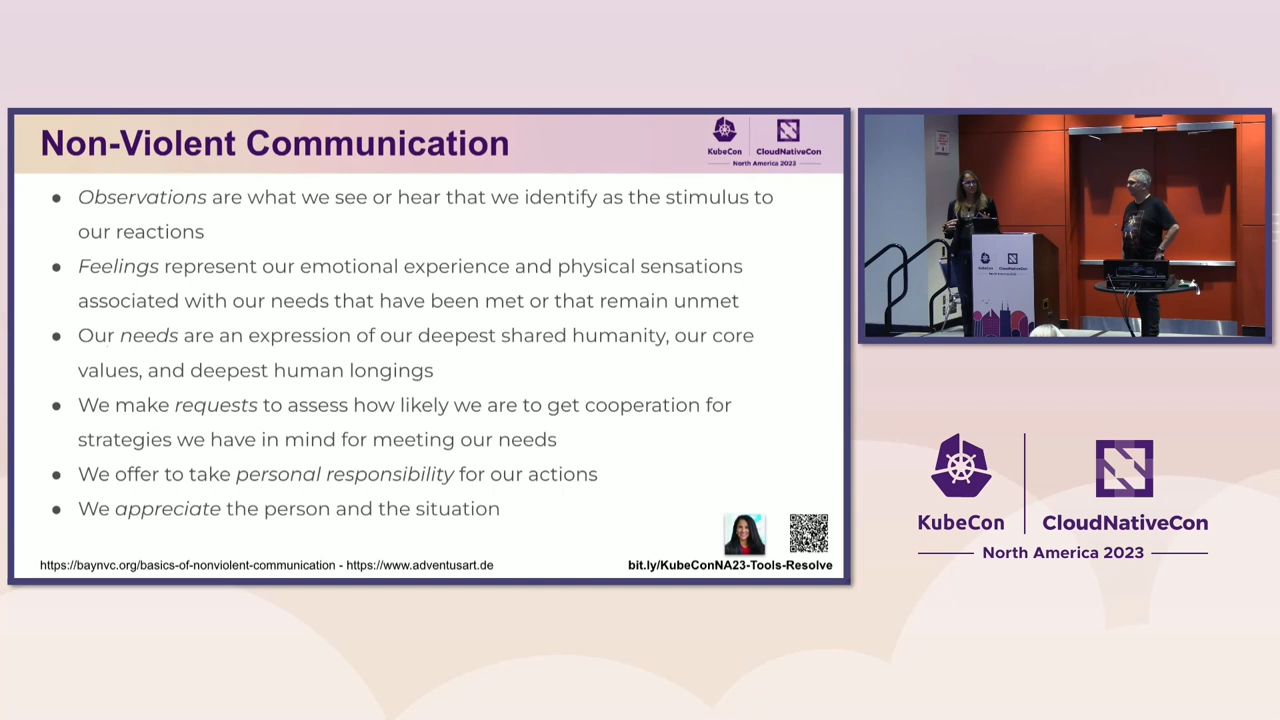 Non-Violent Communication
KubeCon
CloudNativeCon
North America 2023
Observations are what we see or hear that we identify as the stimulus to
our reactions
Feelings represent our emotional experience and physical sensations
associated with our needs that have been met or that remain unmet
Our needs are an expression of our deepest shared humanity, our core
values, and deepest human longings
We make requests to assess how likely we are to get cooperation for
strategies we have in mind for meeting our needs
We offer to take personal responsibility for our actions
We appreciate the person and the situation
https://baynvc.org/basics-of-nonviolent-communication - https://www.adventusart.de
bit.ly/KubeConNA23-Tools-Resolve
KubeCon
CloudNativeCon
KubeCon
CloudNativeCon
North America 2023